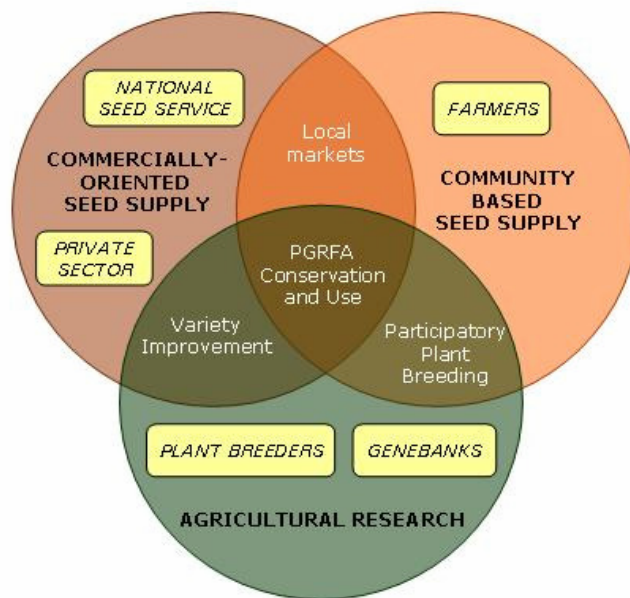 NATIONAL
SEED SERVICE
COMMERCIALLY-
ORIENTED
SEED SUPPLY
PRIVATE
SECTOR
Local
markets
FARMERS
COMMUNITY
BASED
SEED SUPPLY
PGRFA
Conservation
and Use
Variety
Improvement
Participatory
Plant
Breeding
PLANT BREEDERS
GENEBANKS
AGRICULTURAL RESEARCH